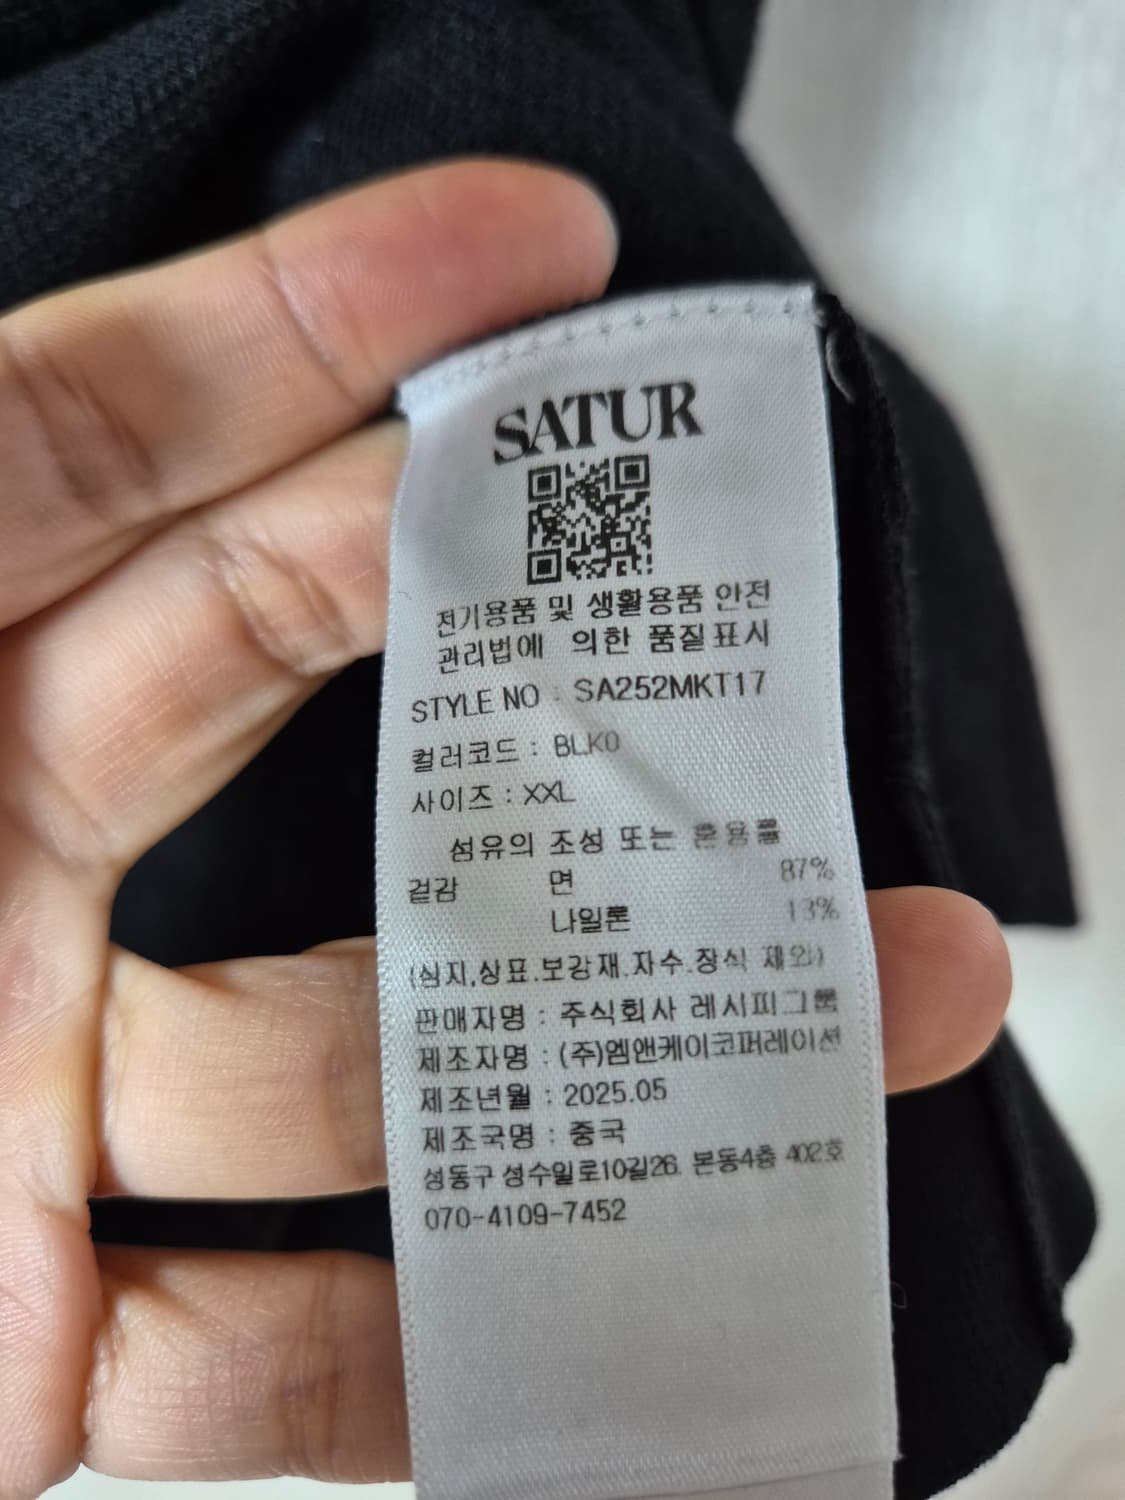 SATUR
전기용품 및 생활용품 안전
관리법에 의한 품질표시
STYLE NO : SA252MKT17
컬러코드 : BLK0
사이즈 : XXL
섬유의 조성 또는 혼용률
겉감 면 87%
나일론 13%
(심지,상표.보강재.자수.장식 제외)
판매자명 : 주식회사 레시피그룹
제조자명 : (주)엠앤케이코퍼레이션
제조년월 : 2025.05
제조국명 : 중국
성동구 성수일로10길26. 본동4층 402호
070-4109-7452